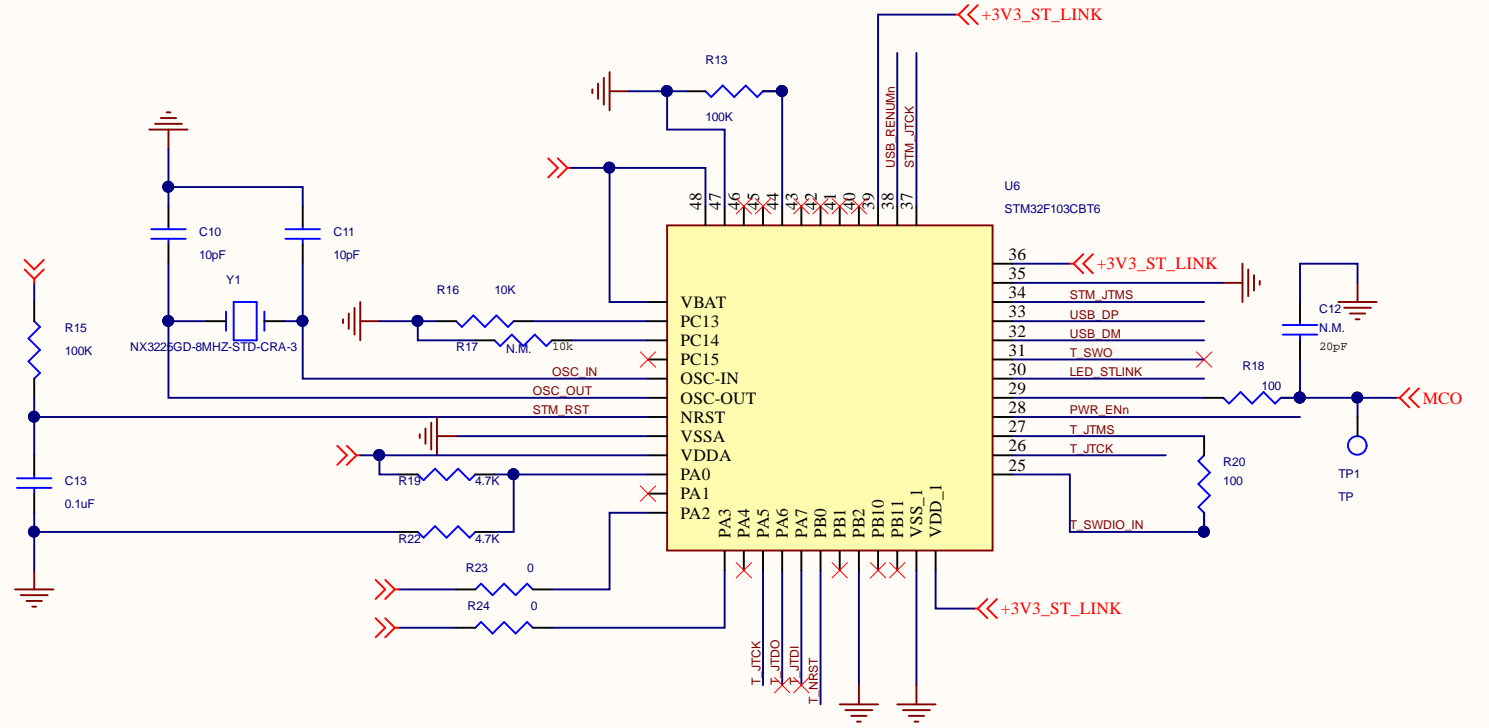 +3V3_ST_LINK
R13
100K
USB_RENUMn
STM_JTCK
48
47
46
45
44
43
42
41
40
39
38
37
U6
STM32F103CBT6
C10
10pF
C11
10pF
Y1
NX3225GD-8MHZ-STD-CRA-3
R15
100K
C13
0.1uF
R16 10K
R17 N.M. 10k
OSC_IN
OSC_OUT
STM_RST
R19 4.7K
R22 4.7K
R23 0
R24 0
VBAT
PC13
PC14
PC15
OSC-IN
OSC-OUT
NRST
VSSA
VDDA
PA0
PA1
PA2
PA3
PA4
PA5
PA6
PA7
PB0
PB1
PB2
PB10
PB11
VSS_1
VDD_1
36
35
34
33
32
31
30
29
28
27
26
25
+3V3_ST_LINK
STM_JTMS
USB_DP
USB_DM
T_SWO
LED_STLINK
PWR_ENn
T_JTMS
T_JTCK
T_SWDIO_IN
C12
N.M.
20pF
R18
100
MCO
R20
100
TP1
TP
+3V3_ST_LINK
T_JTCK
T_JTDO
T_JTDI
T_NRST